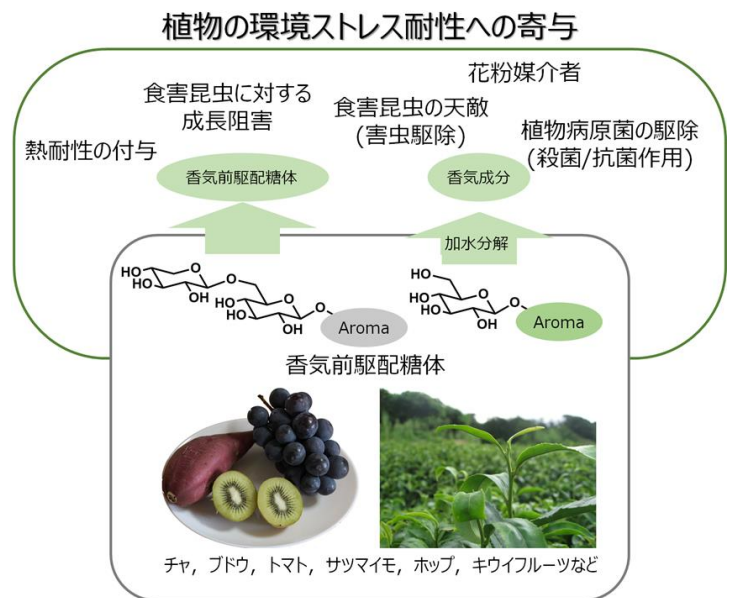 植物の環境ストレス耐性への寄与
花粉媒介者
食害昆虫に対する
成長阻害
食害昆虫の天敵
(害虫駆除)
植物病原菌の駆除
(殺菌/抗菌作用)
熱耐性の付与
香気前駆配糖体
香気成分
加水分解
HO
HO
HO
OH
O
O
O
HO
HO
HO
OH
O
O
Aroma
HO
HO
HO
OH
O
O
Aroma
香気前駆配糖体
チャ, ブドウ, トマト, サツマイモ, ホップ, キウイフルーツなど